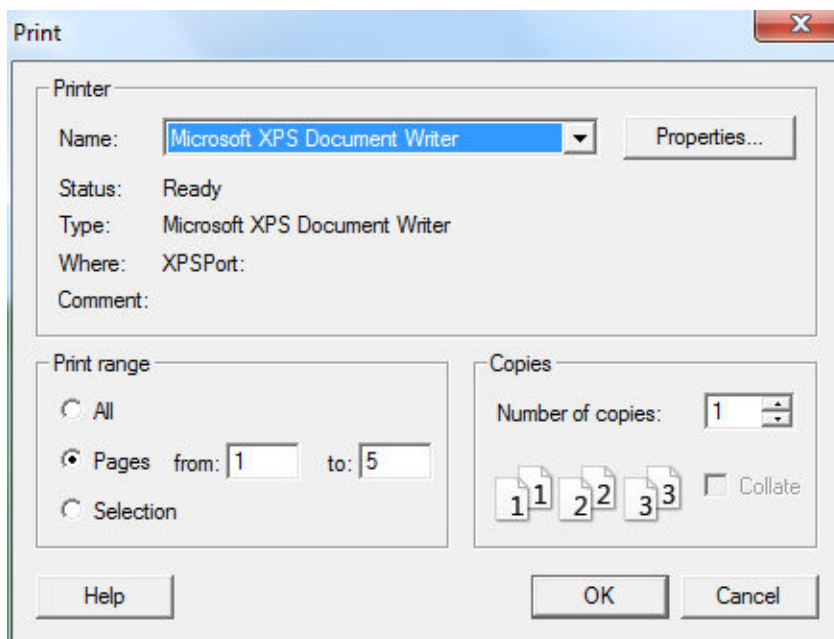 Print
X
Printer
Name: Microsoft XPS Document Writer Properties...
Status: Ready
Type: Microsoft XPS Document Writer
Where: XPSPort:
Comment:
Print range
All
Pages from: 1 to: 5
Selection
Copies
Number of copies: 1
1 1 2 2 3 3 Collate
Help OK Cancel